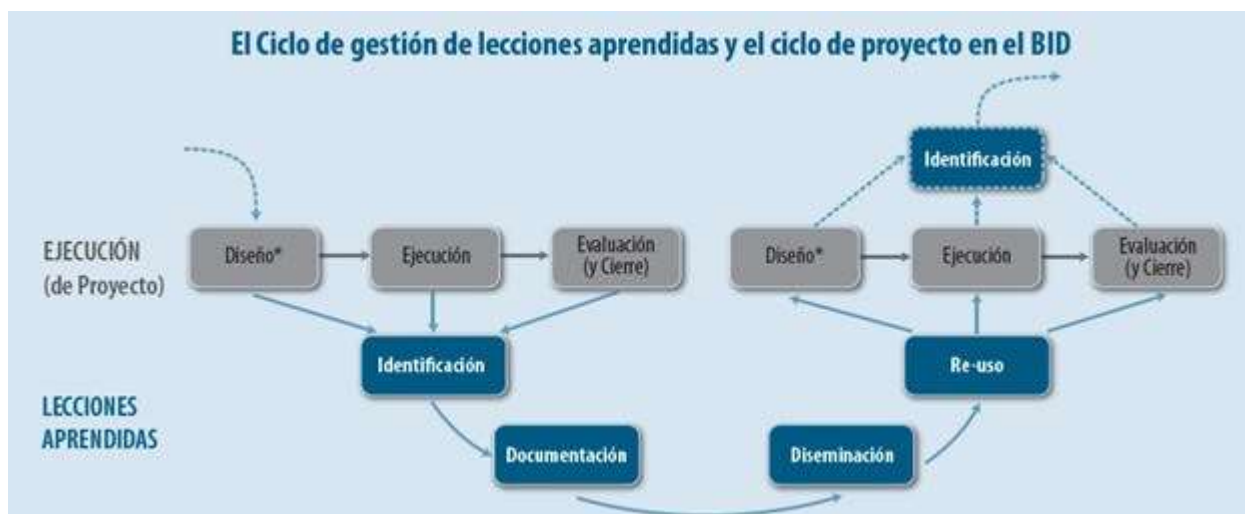 El Ciclo de gestión de lecciones aprendidas y el ciclo de proyecto en el BID
Identificación
EJECUCIÓN
(de Proyecto)
Diseño*
Ejecución
Evaluación
(y Cierre)
Diseño*
Ejecución
Evaluación
(y Cierre)
Identificación
Re-uso
LECCIONES
APRENDIDAS
Documentación
Diseminación